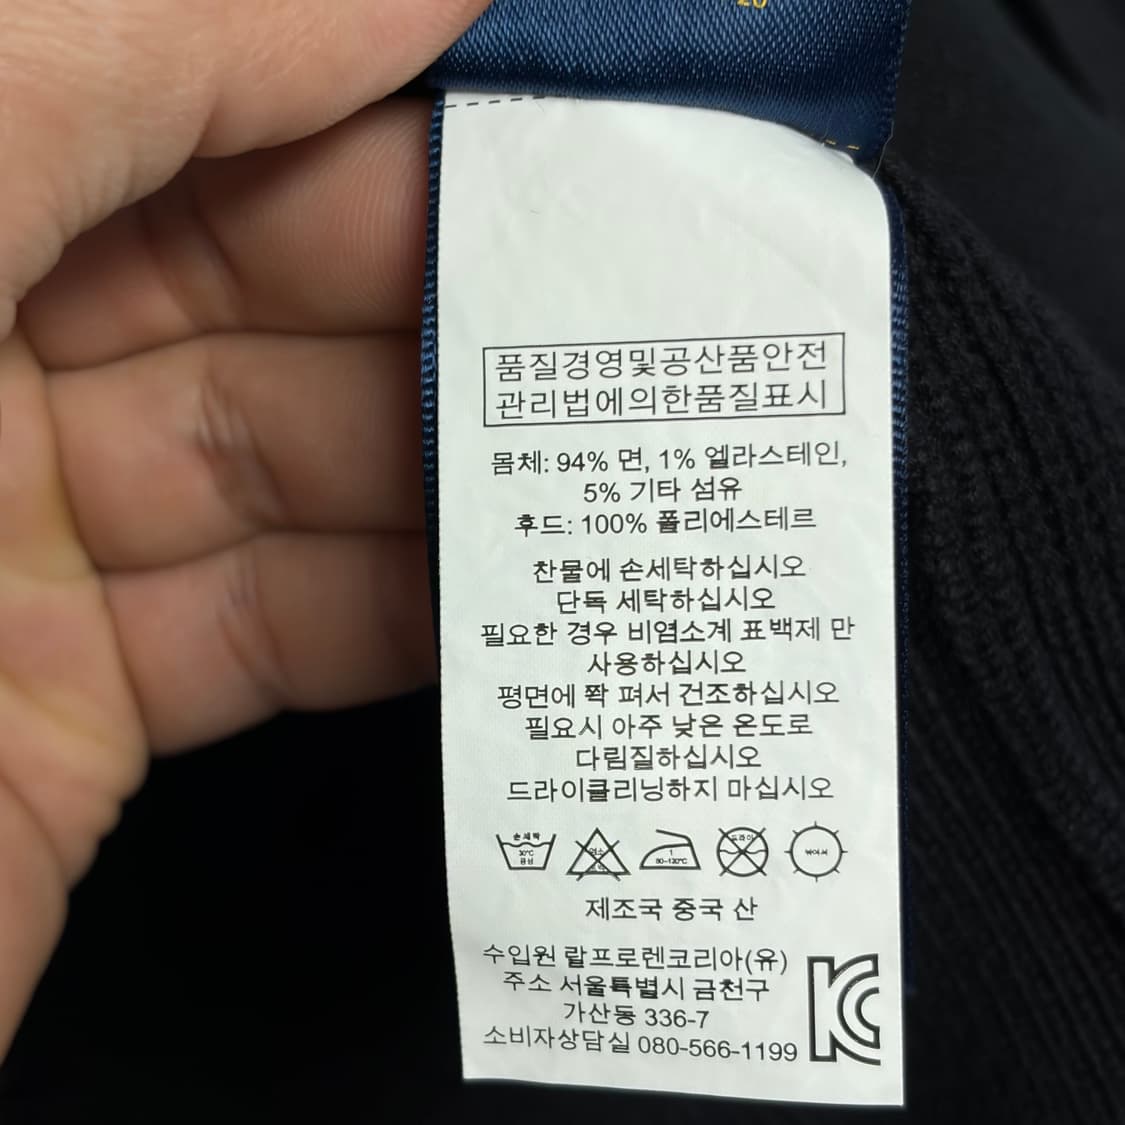 20
품질경영및공산품안전
관리법에의한품질표시
몸체: 94% 면, 1% 엘라스테인,
5% 기타 섬유
후드: 100% 폴리에스테르
찬물에 손세탁하십시오
단독 세탁하십시오
필요한 경우 비염소계 표백제 만
사용하십시오
평면에 쫙 펴서 건조하십시오
필요시 아주 낮은 온도로
다림질하십시오
드라이클리닝하지 마십시오
손세탁
30°C
중성
염소
1
80~120°C
드라이
뉘어서
제조국 중국 산
수입원 랄프로렌코리아(유)
주소 서울특별시 금천구
가산동 336-7
소비자상담실 080-566-1199
KC